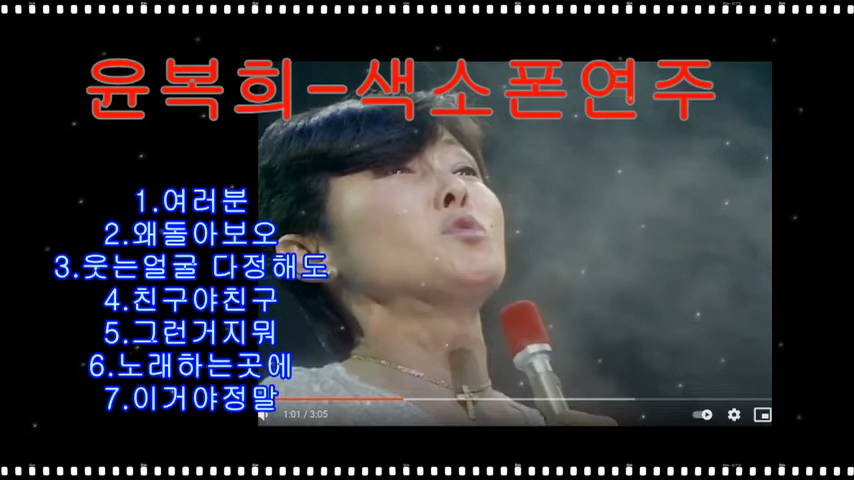 윤복희-색소폰연주
1.여러분
2.왜돌아보오
3.웃는얼굴 다정해도
4.친구야친구
5.그런거지뭐
6.노래하는곳에
7.이거야정말
1:01 / 3:05